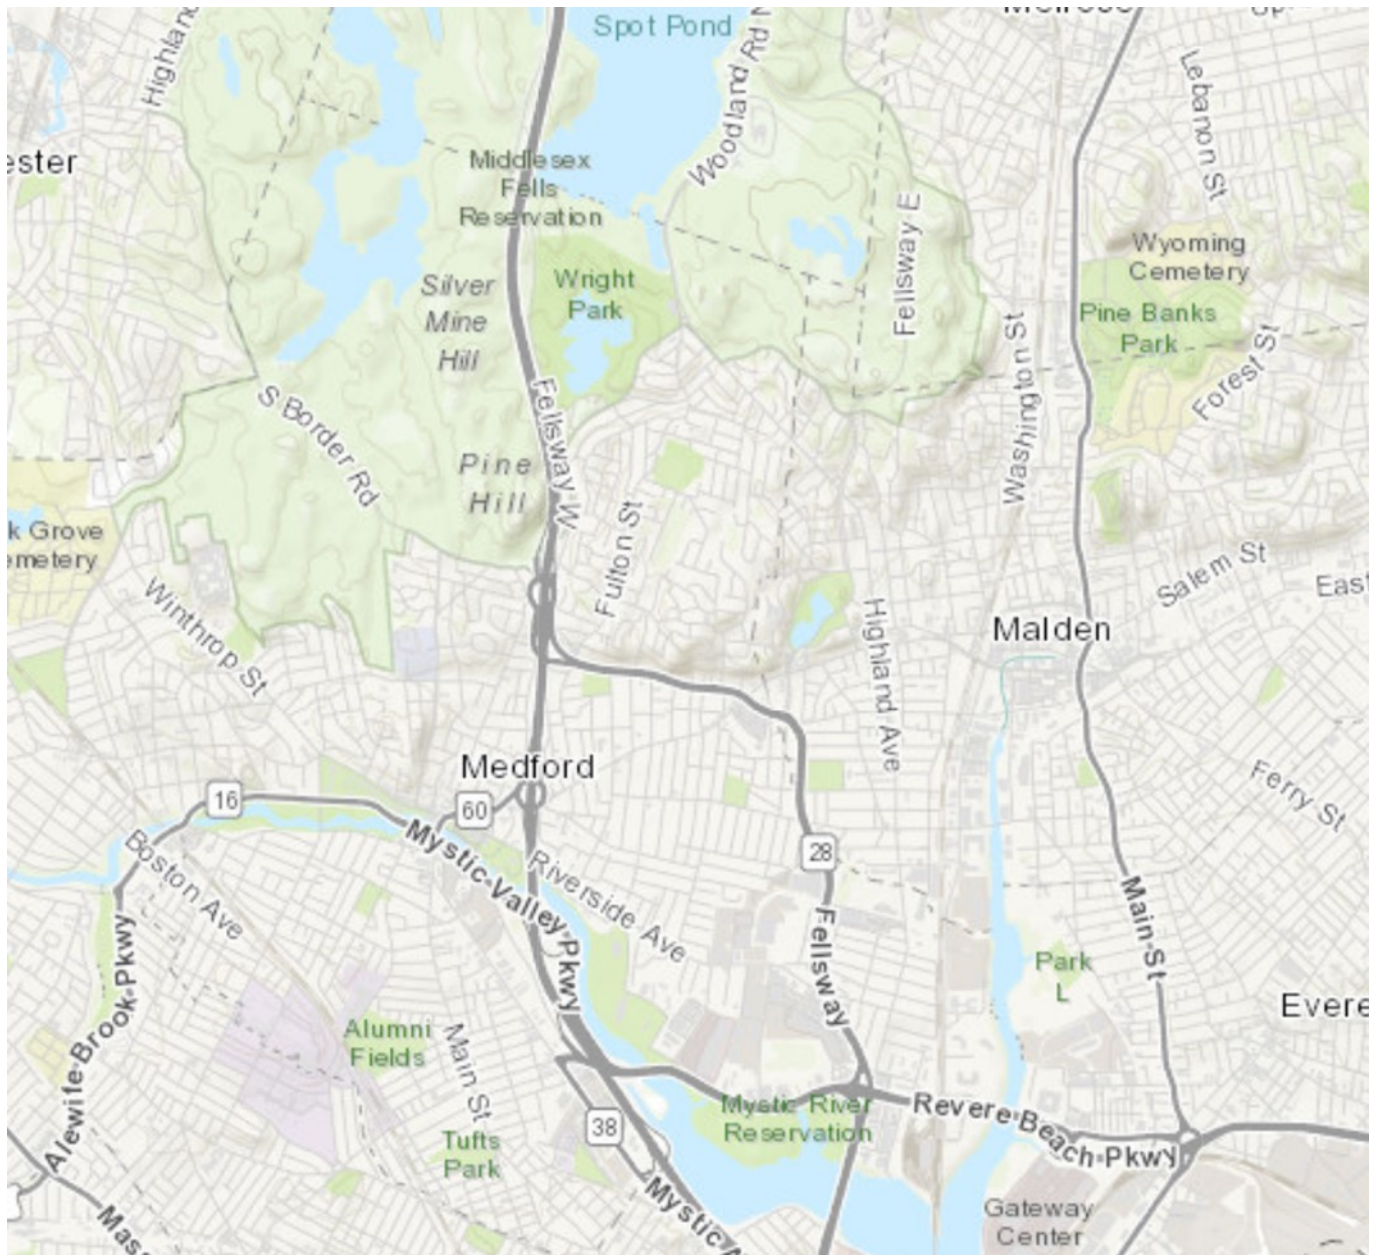 Highland
Spot Pond
Woodland Rd N
Melrose
Lebanon St
ester
Middlesex
Fells
Reservation
Wright
Park
Silver
Mine
Hill
Fellsway E
Wyoming
Cemetery
Pine Banks
Park
Forest St
Washington St
S Border Rd
Fellsway W
Pine
Hill
Fulton St
k Grove
emetery
Winthrop St
Highland Ave
Malden
Salem St
East
Medford
16
60
Boston Ave
Mystic Valley Pkwy
Riverside Ave
28
Fellsway
Ferry St
Main St
Park
L
Evere
Alewife Brook Pkwy
Alumni
Fields
Main St
Tufts
Park
38
Mystic River
Reservation
Revere Beach Pkwy
Gateway
Center
Mystic A
Mass